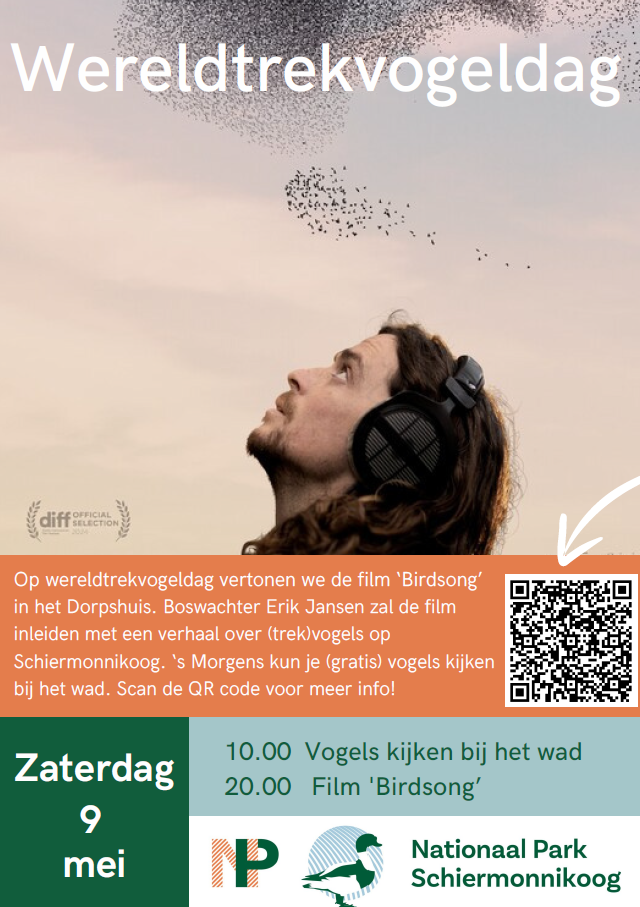 Wereldtrekvogeldag
diff OFFICIAL
SELECTION
2024
Op wereldtrekvogeldag vertonen we de film ‘Birdsong’
in het Dorpshuis. Boswachter Erik Jansen zal de film
inleiden met een verhaal over (trek)vogels op
Schiermonnikoog. ‘s Morgens kun je (gratis) vogels kijken
bij het wad. Scan de QR code voor meer info!
Zaterdag
9
mei
10.00 Vogels kijken bij het wad
20.00 Film 'Birdsong’
NP
Nationaal Park
Schiermonnikoog